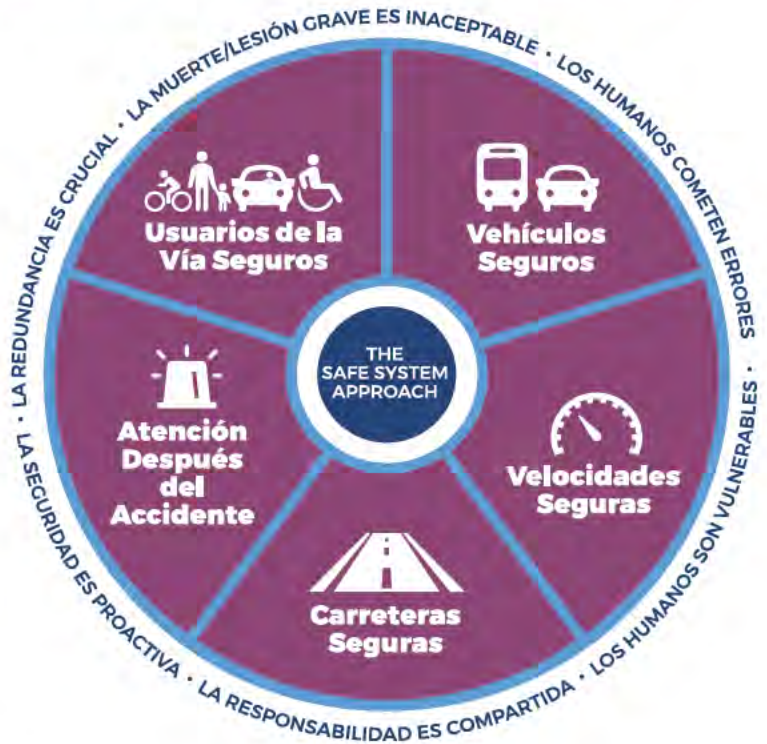 LA MUERTE/LESIÓN GRAVE ES INACEPTABLE · LOS HUMANOS COMETEN ERRORES · LOS HUMANOS SON VULNERABLES · LA RESPONSABILIDAD ES COMPARTIDA · LA SEGURIDAD ES PROACTIVA · LA REDUNDANCIA ES CRUCIAL ·
Usuarios de la
Vía Seguros
Vehículos
Seguros
THE
SAFE SYSTEM
APPROACH
Atención
Después
del
Accidente
Velocidades
Seguras
Carreteras
Seguras